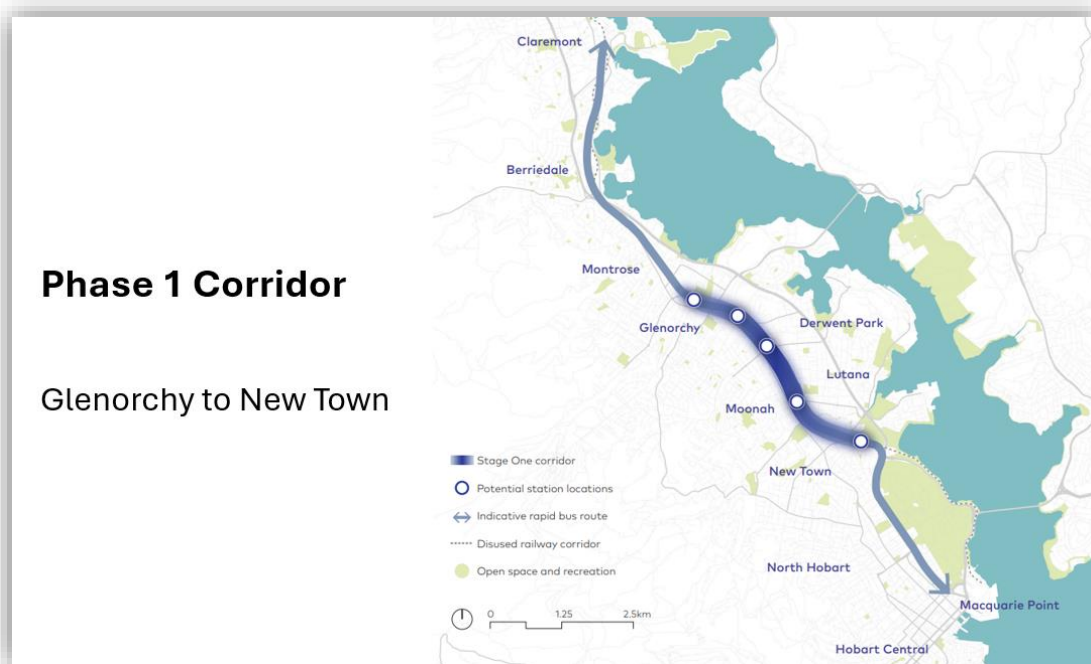 Phase 1 Corridor
Glenorchy to New Town
Claremont
Berriedale
Montrose
Glenorchy
Derwent Park
Lutana
Moonah
New Town
North Hobart
Macquarie Point
Hobart Central
Stage One corridor
Potential station locations
Indicative rapid bus route
Disused railway corridor
Open space and recreation
0 1.25 2.5km